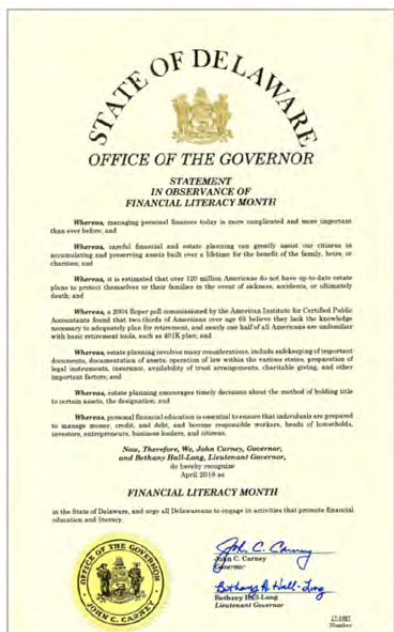 STATE OF DELAWARE
OFFICE OF THE GOVERNOR
STATEMENT
IN OBSERVANCE OF
FINANCIAL LITERACY MONTH
Whereas, managing personal finances today is more complicated and more important
than ever before; and
Whereas, careful financial and estate planning can greatly assist our citizens in
accumulating and preserving assets built over a lifetime for the benefit of the family, heirs, or
charities; and
Whereas, it is estimated that over 120 million Americans do not have up-to-date estate
plans to protect themselves or their families in the event of sickness, accidents, or ultimately
death; and
Whereas, a 2004 Roper poll commissioned by the American Institute for Certified Public
Accountants found that two-thirds of Americans over age 65 believe they lack the knowledge
necessary to adequately plan for retirement, and nearly one half of all Americans are unfamiliar
with basic retirement tools, such as 401K plan; and
Whereas, estate planning involves many considerations, include safekeeping of important
documents, documentation of assets, operation of law within the various states, preparation of
legal instruments, insurance, availability of trust arrangements, charitable giving, and other
important factors; and
Whereas, estate planning encourages timely decisions about the method of holding title
to certain assets, the designation; and
Whereas, personal financial education is essential to ensure that individuals are prepared
to manage money, credit, and debt, and become responsible workers, heads of households,
investors, entrepreneurs, business leaders, and citizens.
Now, Therefore, We, John Carney, Governor,
and Bethany Hall-Long, Lieutenant Governor,
do hereby recognize
April 2018 as
FINANCIAL LITERACY MONTH
in the State of Delaware, and urge all Delawareans to engage in activities that promote financial
education and literacy.
OFFICE OF THE GOVERNOR
JOHN C. CARNEY
John C. Carney
John C. Carney
Governor
Bethany A. Hall-Long
Bethany Hall-Long
Lieutenant Governor
Number